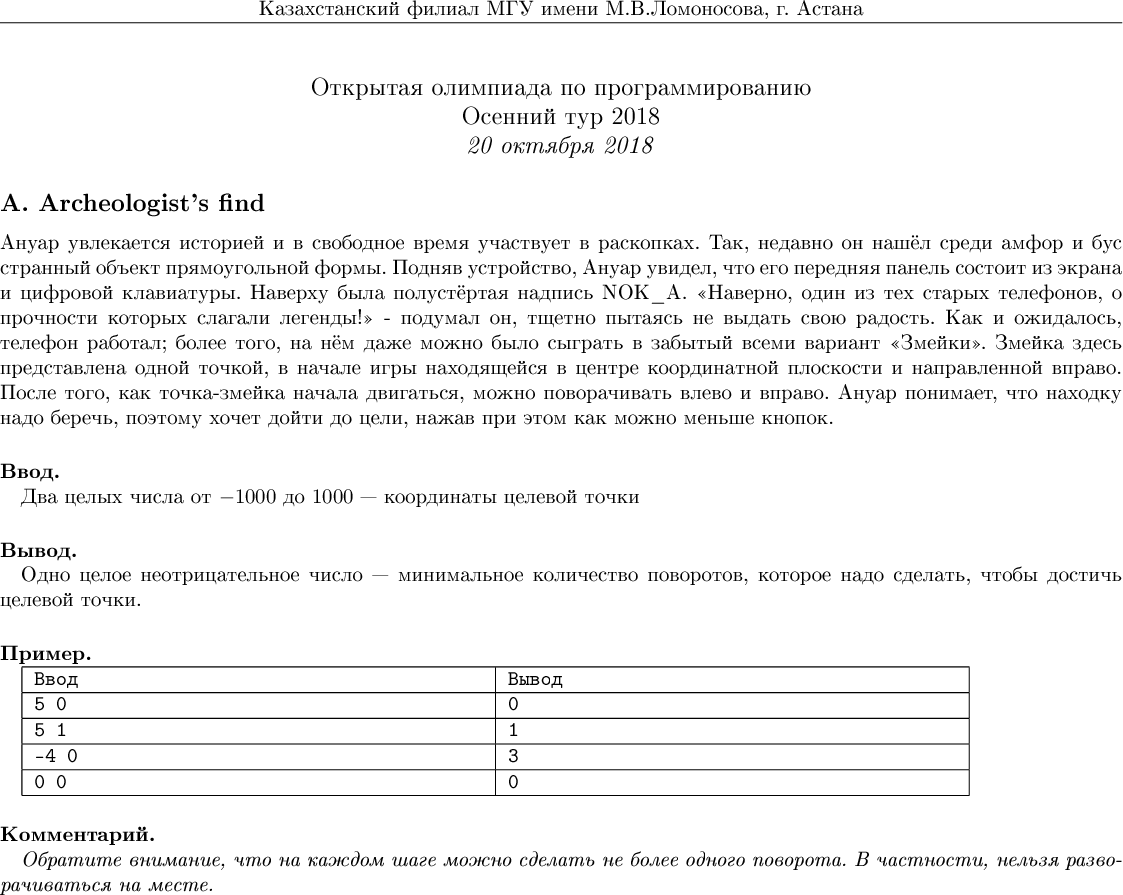 Казахстанский филиал МГУ имени М.В.Ломоносова, г. Астана
Открытая олимпиада по программированию
Осенний тур 2018
20 октября 2018
A. Archeologist's find
Ануар увлекается историей и в свободное время участвует в раскопках. Так, недавно он нашёл среди амфор и бус
странный объект прямоугольной формы. Подняв устройство, Ануар увидел, что его передняя панель состоит из экрана
и цифровой клавиатуры. Наверху была полустёртая надпись NOK_A. «Наверно, один из тех старых телефонов, о
прочности которых слагали легенды!» - подумал он, тщетно пытаясь не выдать свою радость. Как и ожидалось,
телефон работал; более того, на нём даже можно было сыграть в забытый всеми вариант «Змейки». Змейка здесь
представлена одной точкой, в начале игры находящейся в центре координатной плоскости и направленной вправо.
После того, как точка-змейка начала двигаться, можно поворачивать влево и вправо. Ануар понимает, что находку
надо беречь, поэтому хочет дойти до цели, нажав при этом как можно меньше кнопок.
Ввод.
Два целых числа от −1000 до 1000 — координаты целевой точки
Вывод.
Одно целое неотрицательное число — минимальное количество поворотов, которое надо сделать, чтобы достичь
целевой точки.
Пример.
Ввод Вывод
5 0 0
5 1 1
-4 0 3
0 0 0
Комментарий.
Обратите внимание, что на каждом шаге можно сделать не более одного поворота. В частности, нельзя разво-
рачиваться на месте.